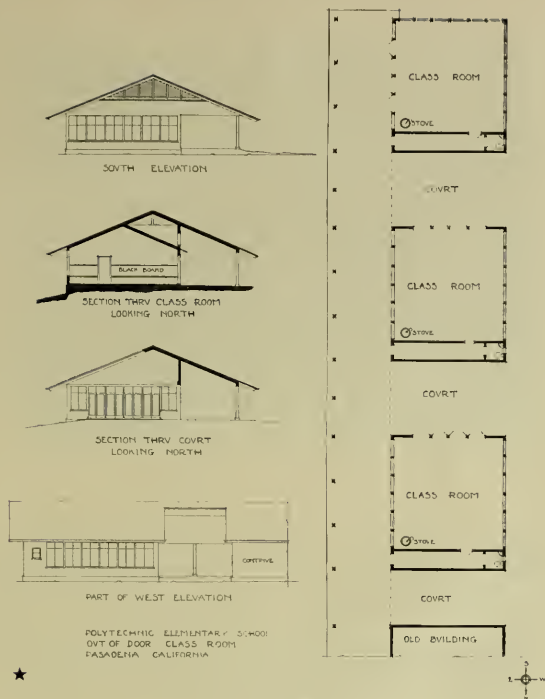 SOVTH ELEVATION
BLACK BOARD
SECTION THRV CLASS ROOM
LOOKING NORTH
SECTION THRV COVRT
LOOKING NORTH
CONTINVE
PART OF WEST ELEVATION
POLYTECHNIC ELEMENTARY SCHOOL
OVT OF DOOR CLASS ROOM
PASADENA CALIFORNIA
CLASS ROOM
STOVE
COVRT
CLASS ROOM
STOVE
COVRT
CLASS ROOM
STOVE
COVRT
OLD BVILDING
S
E
W